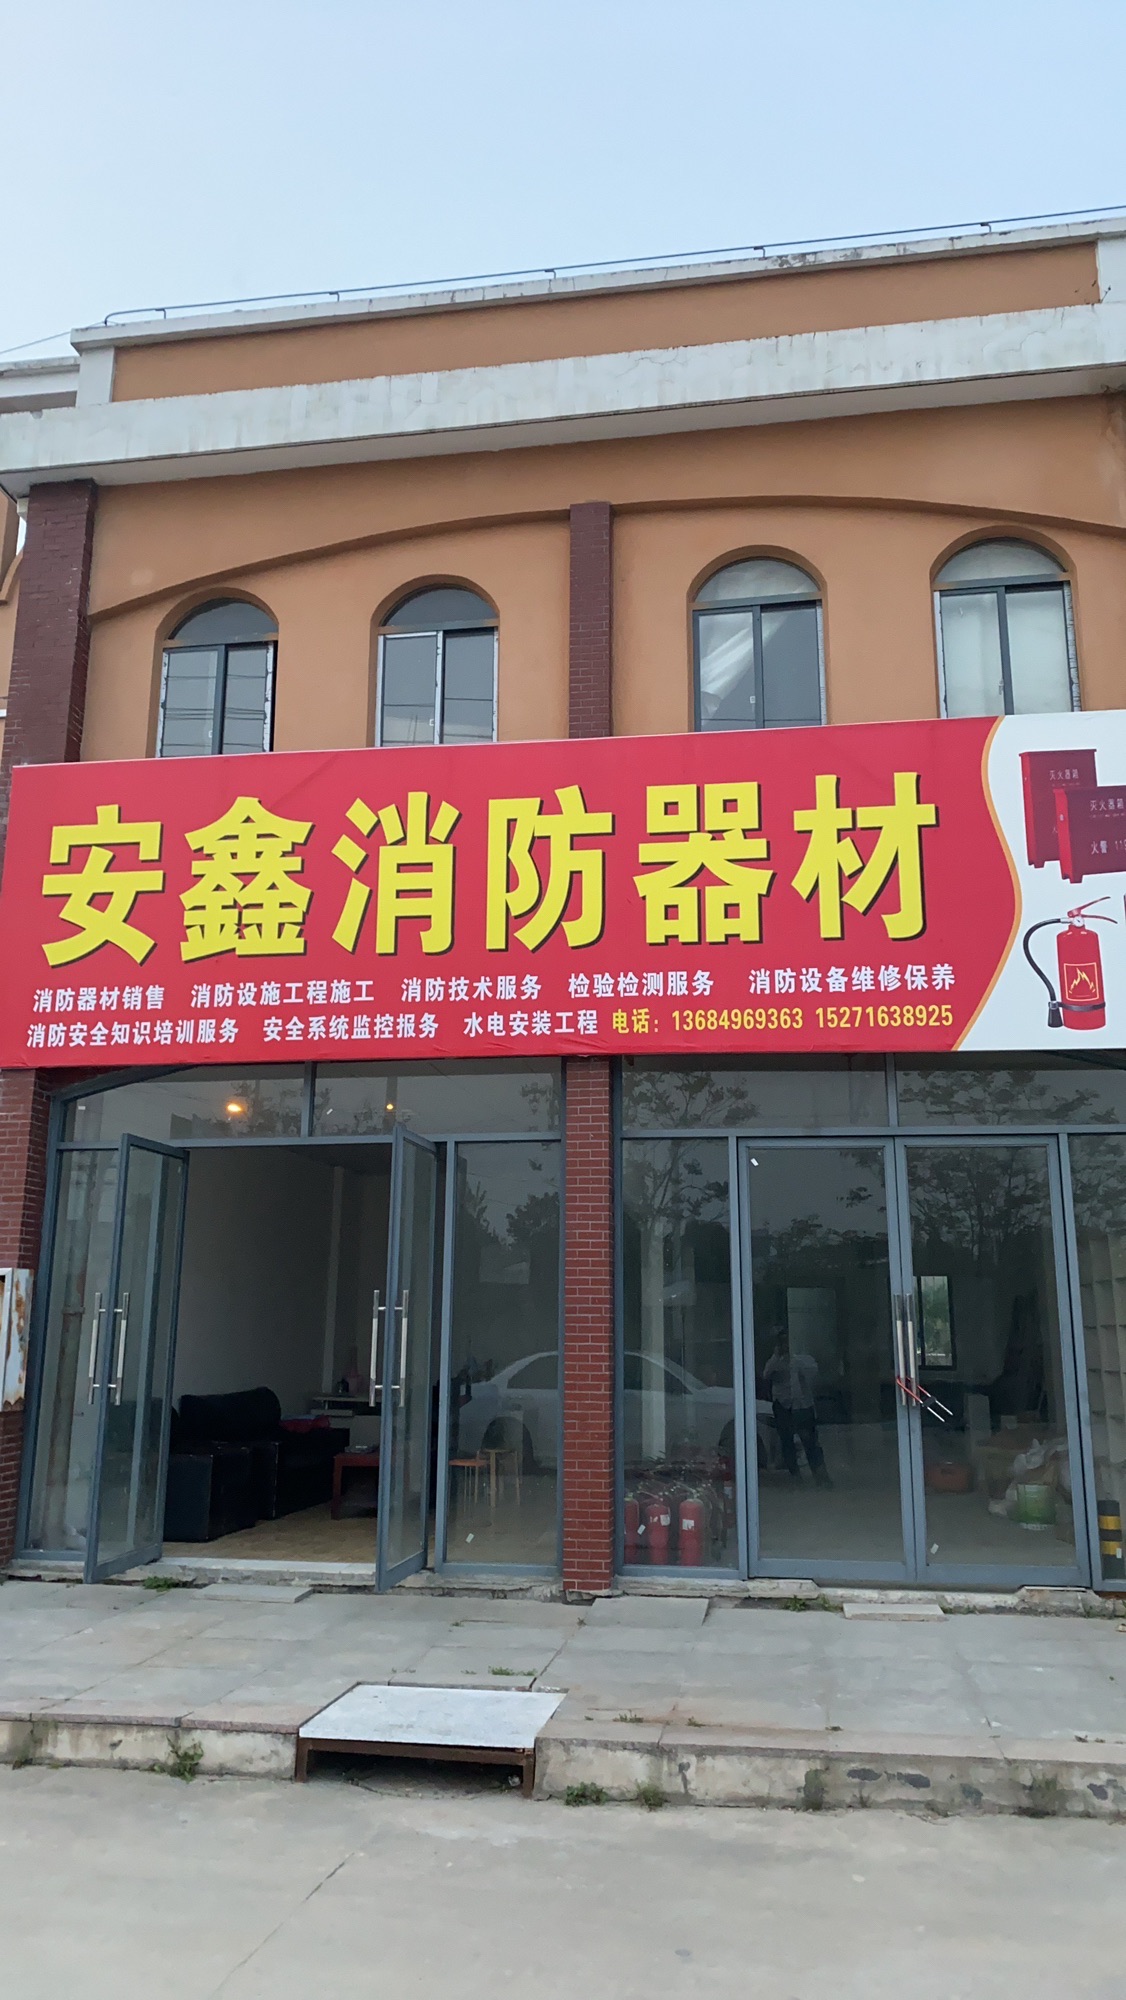 安鑫消防器材
消防器材销售 消防设施工程施工 消防技术服务 检验检测服务 消防设备维修保养
消防安全知识培训服务 安全系统监控报务 水电安装工程 电话：13684969363 15271638925
灭火器箱
灭火器箱
火警 11